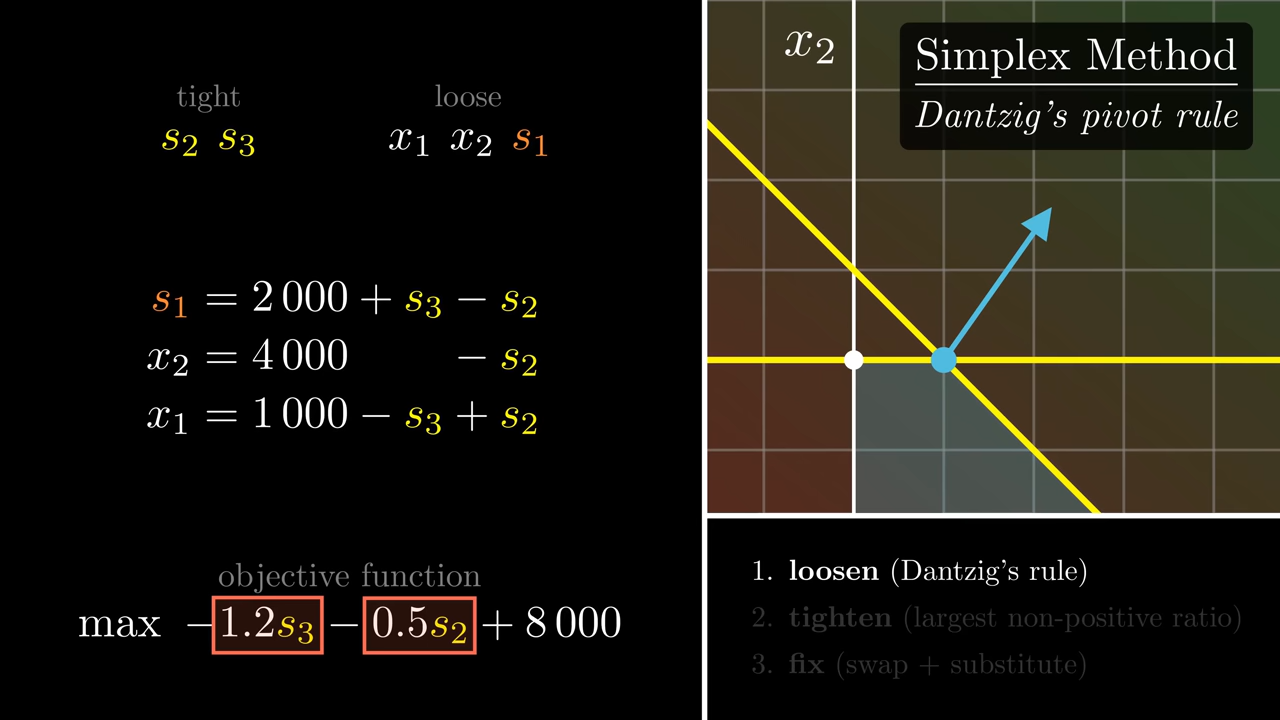 tight
s₂ s₃
loose
x₁ x₂ s₁
s₁ = 2 000 + s₃ − s₂
x₂ = 4 000 − s₂
x₁ = 1 000 − s₃ + s₂
objective function
max −1.2s₃ − 0.5s₂ + 8 000
x₂
Simplex Method
Dantzig's pivot rule
1. loosen (Dantzig's rule)
2. tighten (largest non-positive ratio)
3. fix (swap + substitute)